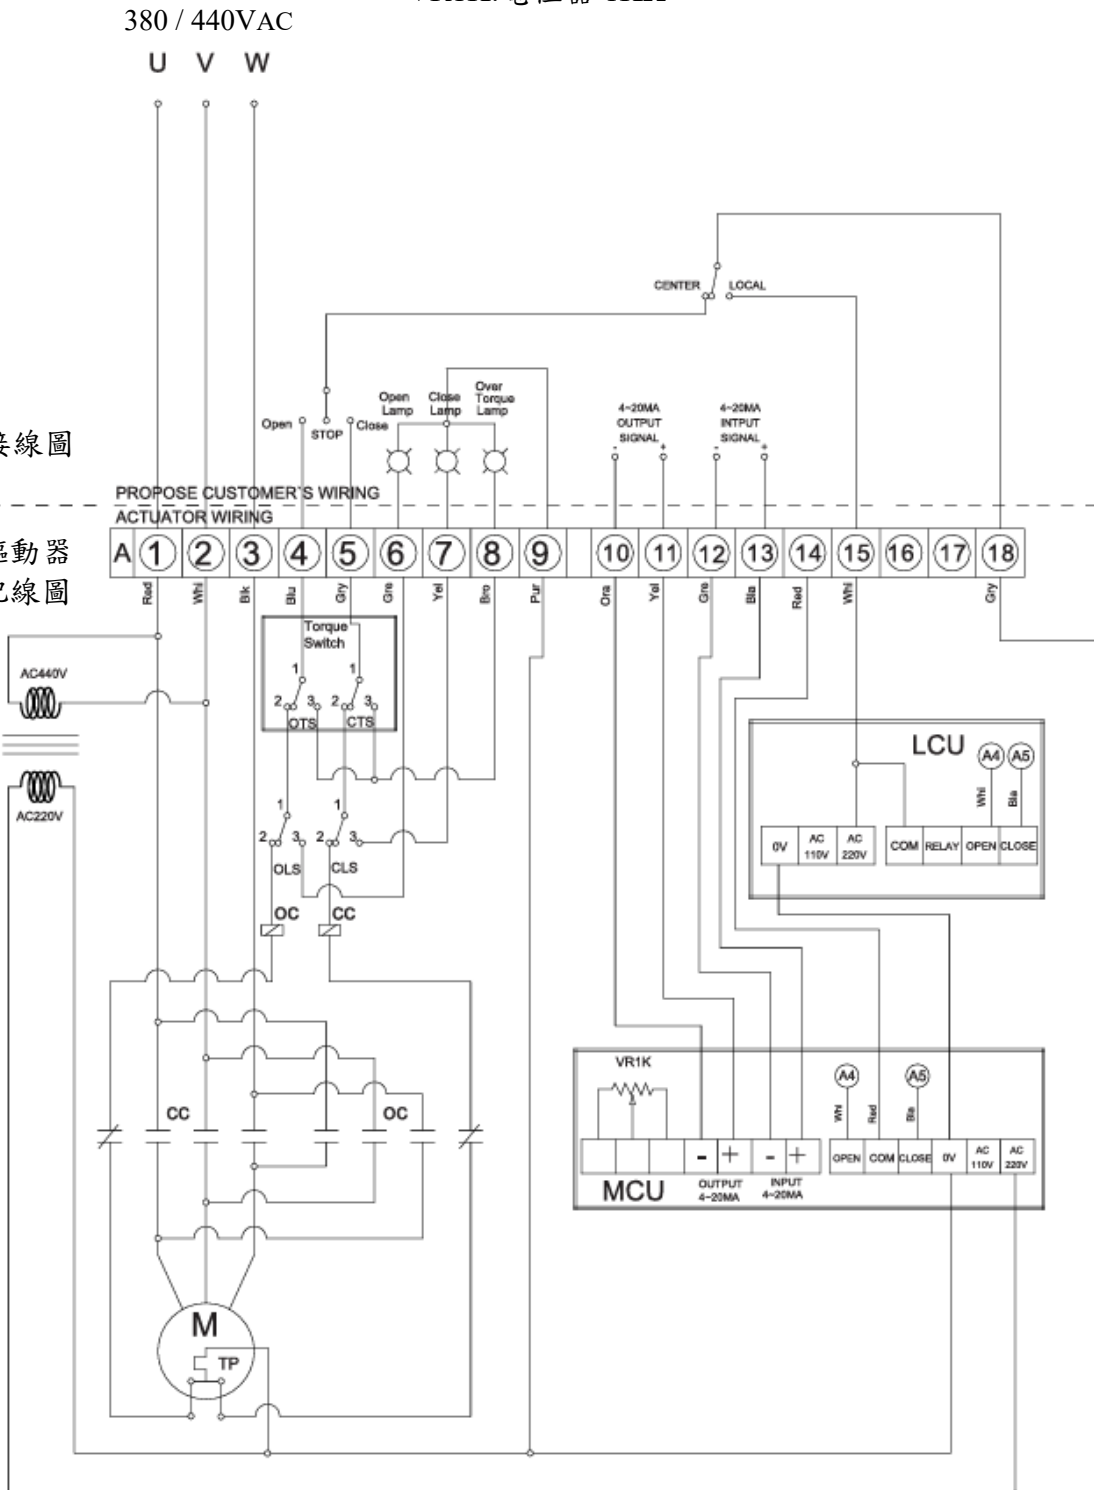 380 / 440VAC
U V W
CENTER LOCAL
Open Lamp
Close Lamp
Over Torque Lamp
Open STOP Close
4~20MA OUTPUT SIGNAL
- +
4~20MA INTPUT SIGNAL
- +
接線圖
PROPOSE CUSTOMER`S WIRING
ACTUATOR WIRING
驅動器
配線圖
A 1 2 3 4 5 6 7 8 9 10 11 12 13 14 15 16 17 18
Red Whi Blk Blu Gry Gre Yel Bro Pur Ora Yel Gre Bla Red Whi Gry
Torque Switch
1 1
2 3 2 3
OTS CTS
AC440V
AC220V
1 1
2 3 2 3
OLS CLS
OC CC
LCU
A4 A5
Whi Bla
0V
AC 110V
AC 220V
COM RELAY OPEN CLOSE
CC OC
VR1K
A4 A5
Whi Red Bla
- + - +
OPEN COM CLOSE 0V
AC 110V
AC 220V
MCU
OUTPUT 4~20MA
INPUT 4~20MA
M
TP